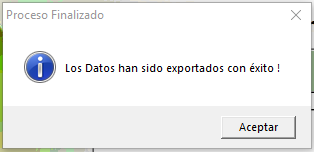 Proceso Finalizado
Los Datos han sido exportados con éxito !
Aceptar